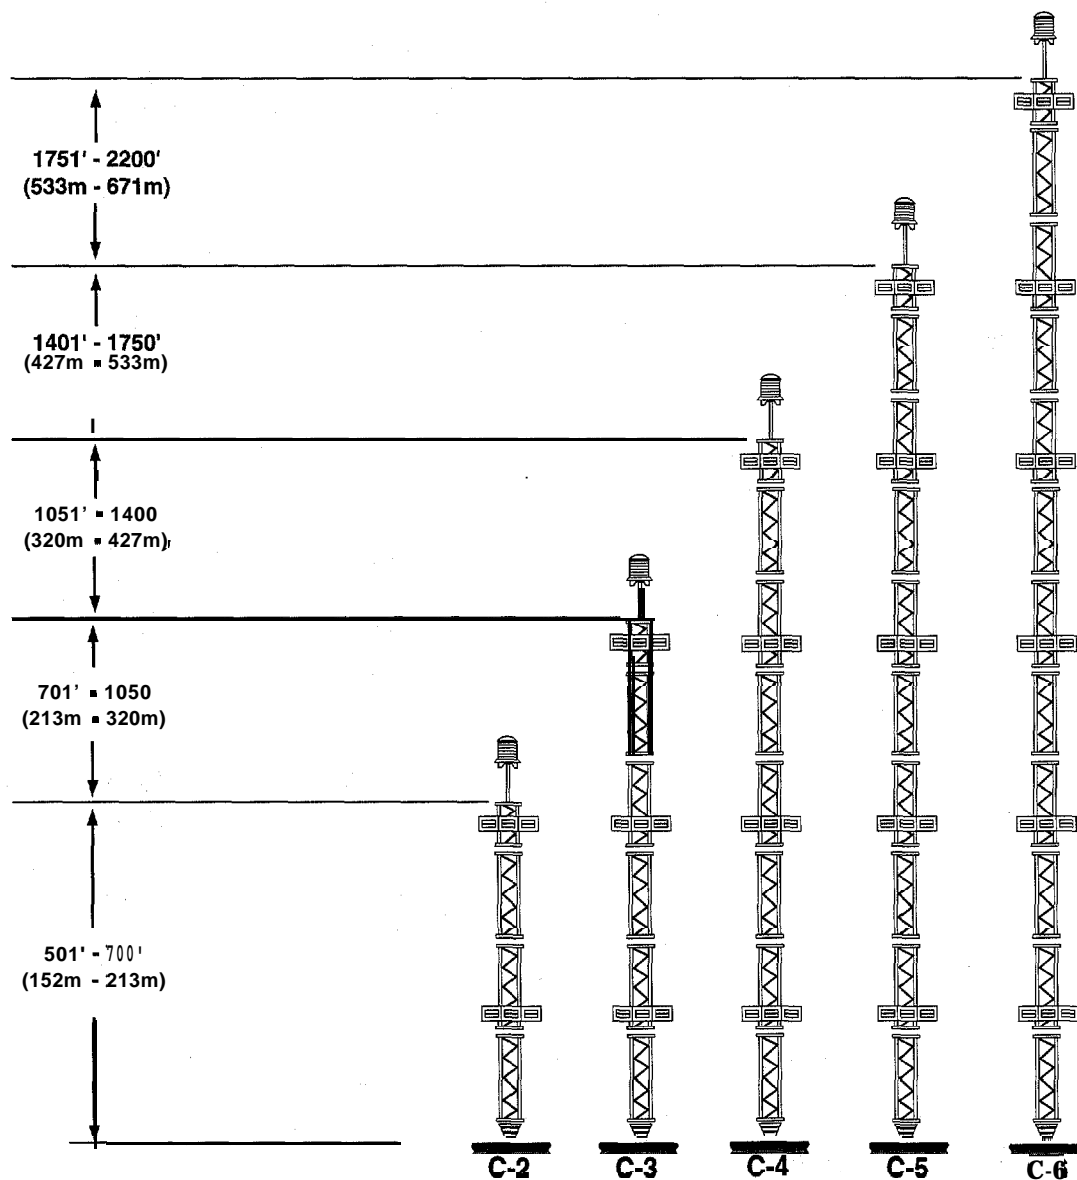 1751' - 2200'
(533m - 671m)
1401' - 1750'
(427m - 533m)
1051' - 1400
(320m - 427m)
701' - 1050
(213m - 320m)
501' - 700'
(152m - 213m)
C-2 C-3 C-4 C-5 C-6